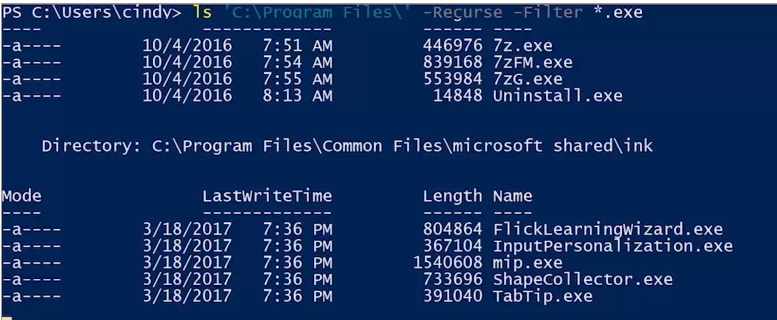 PS C:\Users\cindy> ls 'C:\Program Files\' -Recurse -Filter *.exe
---- ------------- ------ ----
-a---- 10/4/2016 7:51 AM 446976 7z.exe
-a---- 10/4/2016 7:54 AM 839168 7zFM.exe
-a---- 10/4/2016 7:55 AM 553984 7zG.exe
-a---- 10/4/2016 8:13 AM 14848 Uninstall.exe
Directory: C:\Program Files\Common Files\microsoft shared\ink
Mode LastWriteTime Length Name
---- ------------- ------ ----
-a---- 3/18/2017 7:36 PM 804864 FlickLearningWizard.exe
-a---- 3/18/2017 7:36 PM 367104 InputPersonalization.exe
-a---- 3/18/2017 7:36 PM 1540608 mip.exe
-a---- 3/18/2017 7:36 PM 733696 ShapeCollector.exe
-a---- 3/18/2017 7:36 PM 391040 TabTip.exe